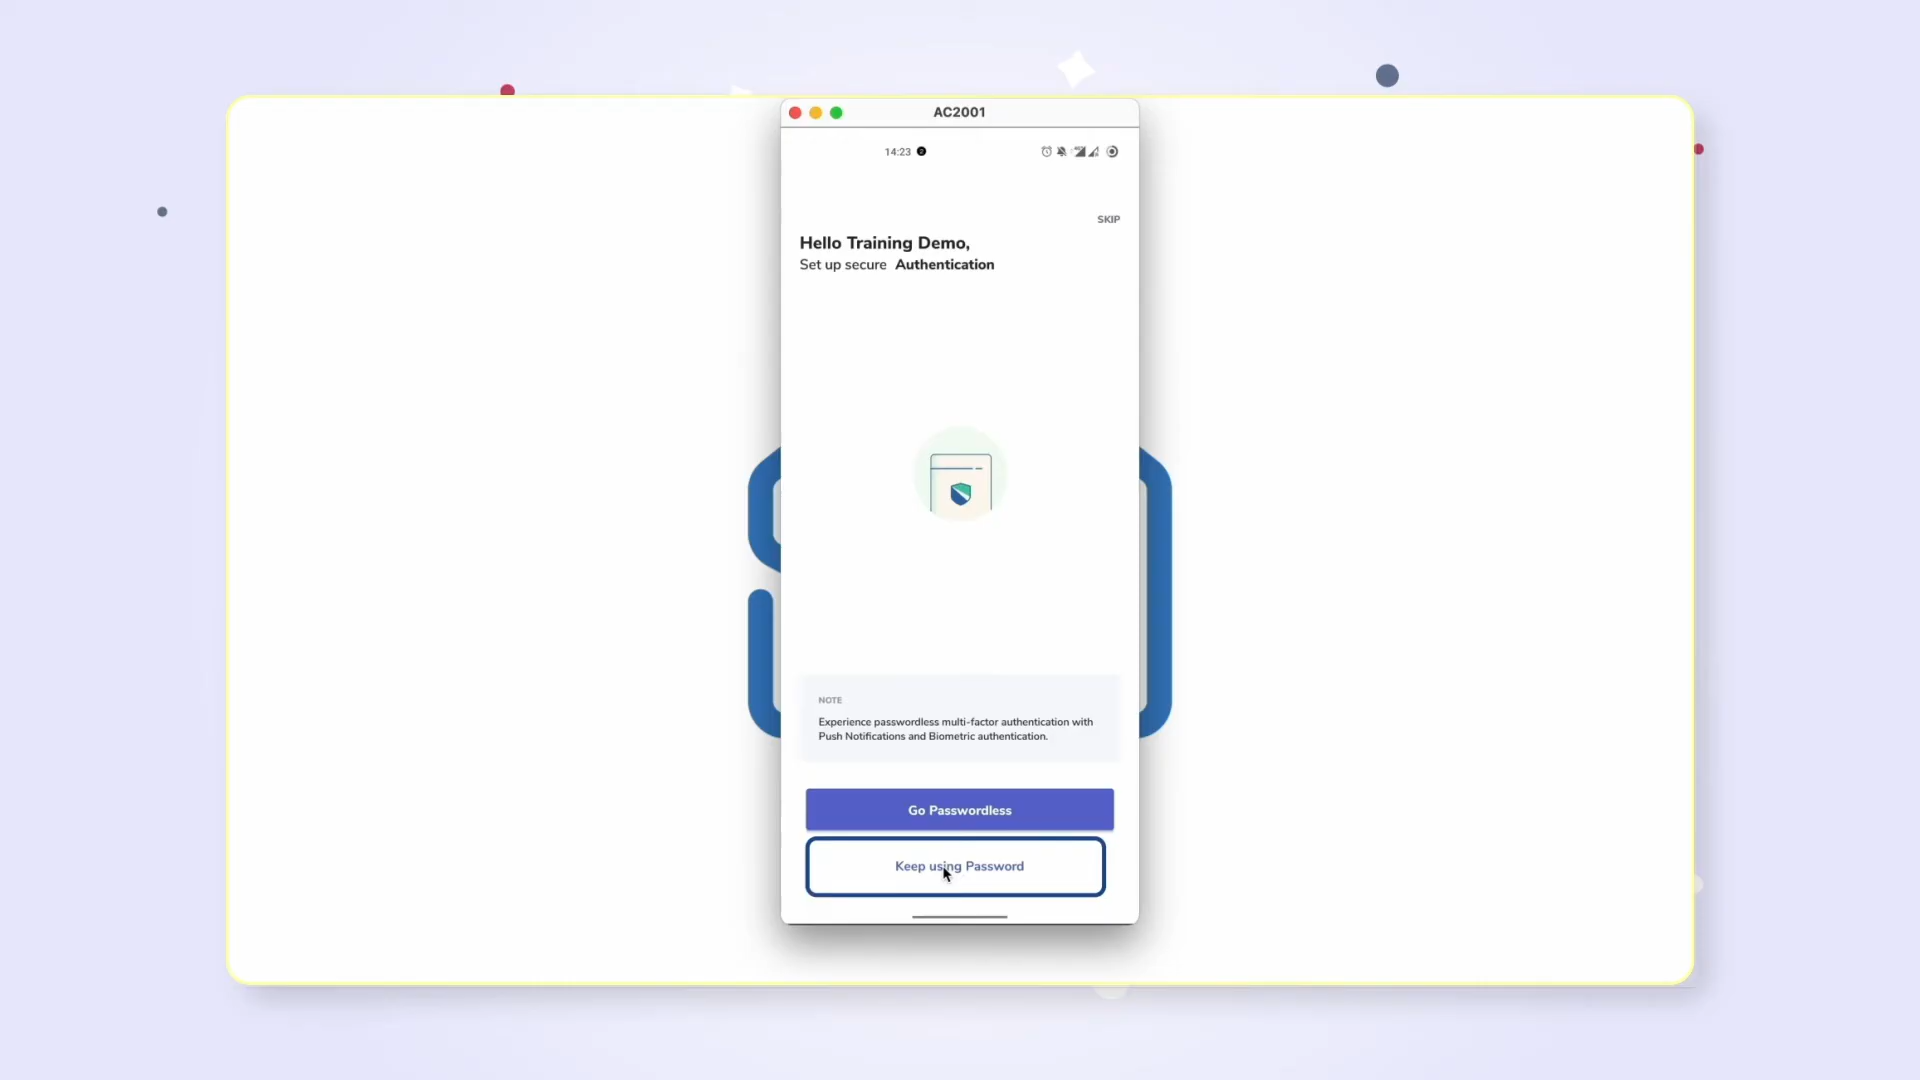 AC2001
14:23
SKIP
Hello Training Demo,
Set up secure Authentication
NOTE
Experience passwordless multi-factor authentication with
Push Notifications and Biometric authentication.
Go Passwordless
Keep using Password